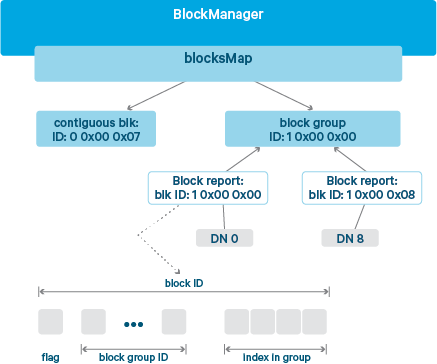 BlockManager
blocksMap
contiguous blk:
ID: 0 0x00 0x07
block group
ID: 1 0x00 0x00
Block report:
blk ID: 1 0x00 0x00
Block report:
blk ID: 1 0x00 0x08
DN 0
DN 8
block ID
flag
block group ID
index in group